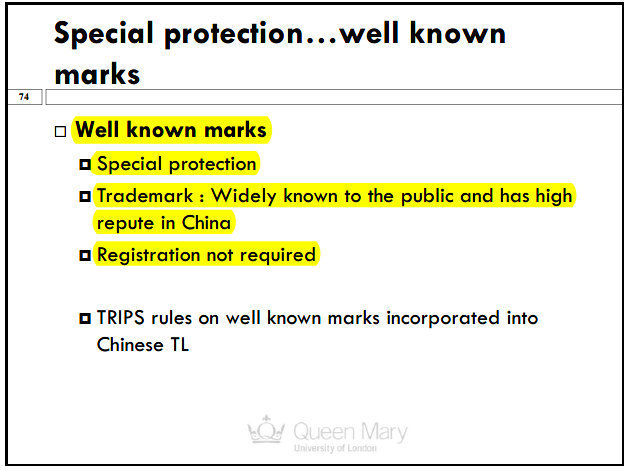 Special protection...well known
marks
74
Well known marks
Special protection
Trademark : Widely known to the public and has high
repute in China
Registration not required
TRIPS rules on well known marks incorporated into
Chinese TL
Queen Mary
University of London